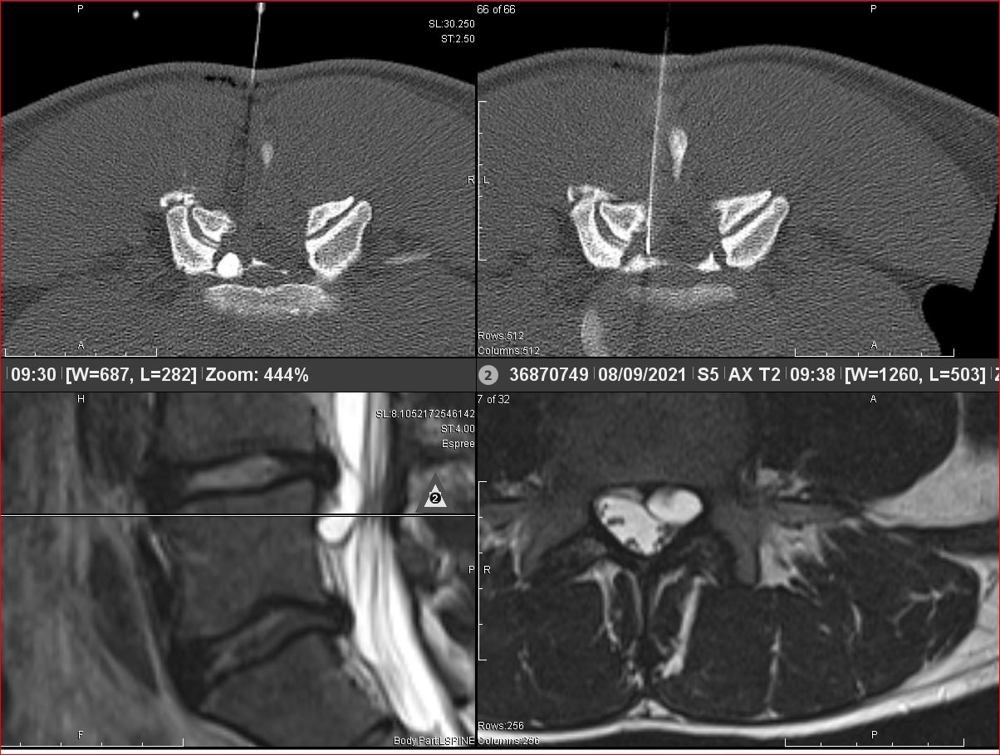 P
SL:30.250
ST:2.50
R
A
66 of 66
P
L
Rows:512
Columns:512
A
09:30 [W=687, L=282] Zoom: 444%
2 36870749 08/09/2021 S5 AX T2 09:38 [W=1260, L=503]
H
SL:8.1052172546142
ST:4.00
Espree
2
P
F
Body Part:LSPINE
7 of 32
A
R
Rows:256
Columns:256
P